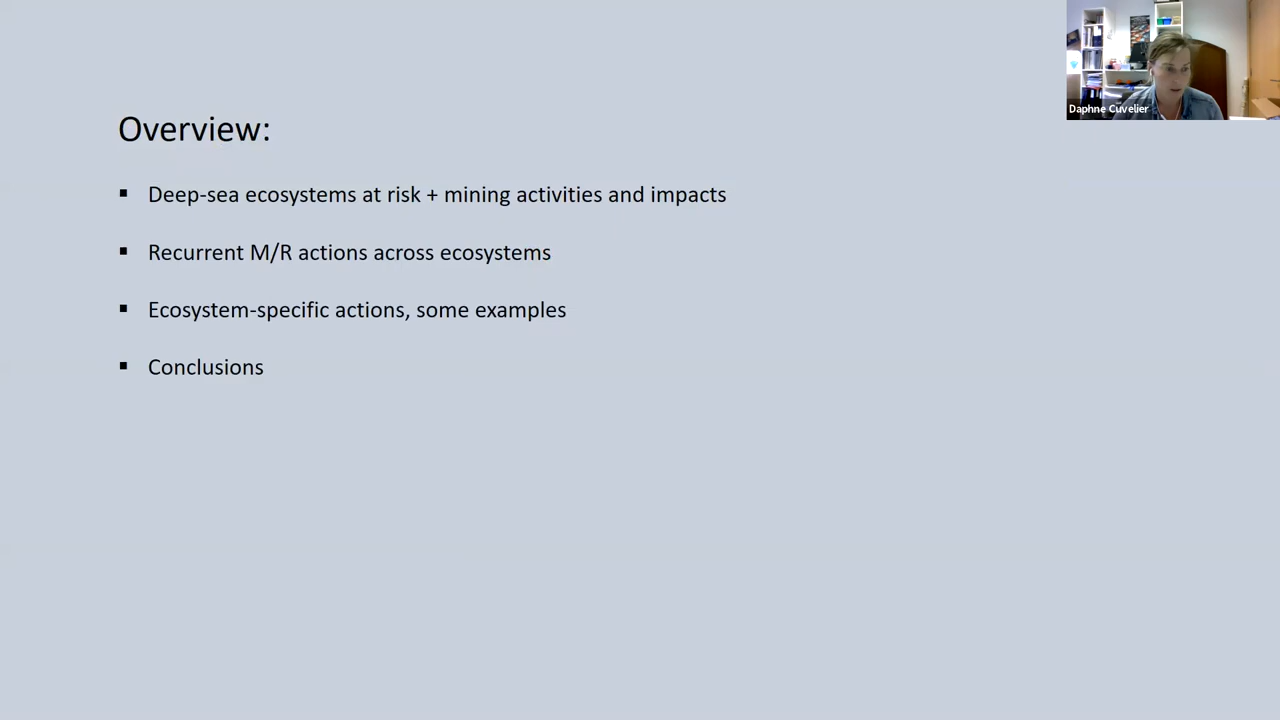 Daphne Cuvelier
Overview:
▪ Deep-sea ecosystems at risk + mining activities and impacts
▪ Recurrent M/R actions across ecosystems
▪ Ecosystem-specific actions, some examples
▪ Conclusions